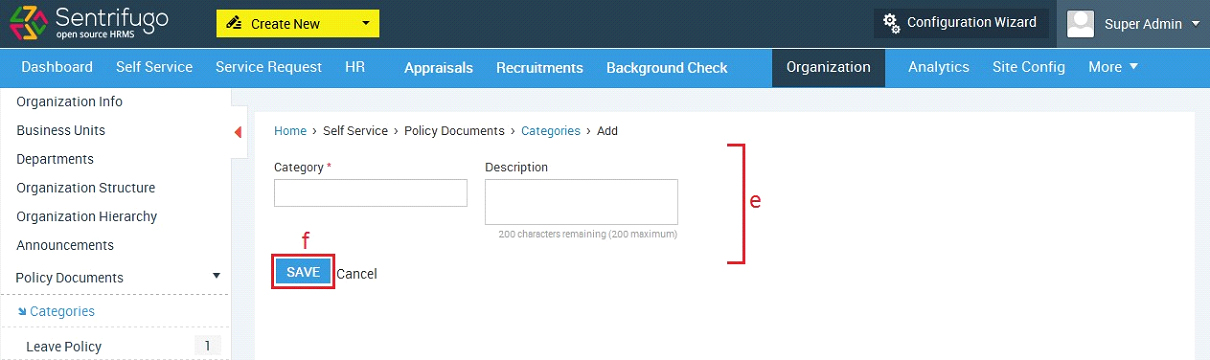 Sentrifugo
open source HRMS
Create New
Configuration Wizard
Super Admin
Dashboard Self Service Service Request HR Appraisals Recruitments Background Check Organization Analytics Site Config More
Organization Info
Business Units
Departments
Organization Structure
Organization Hierarchy
Announcements
Policy Documents
Categories
Leave Policy 1
Home › Self Service › Policy Documents › Categories › Add
Category * Description
200 characters remaining (200 maximum)
e
f
SAVE Cancel